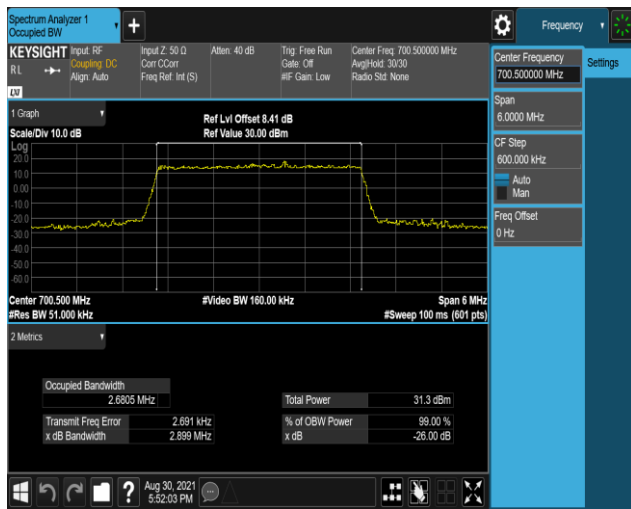 Spectrum Analyzer 1
Occupied BW
+
Frequency
KEYSIGHT
RL
LXI
Input: RF
Coupling: DC
Align: Auto
Input Z: 50 Ω
Corr CCorr
Freq Ref: Int (S)
Atten: 40 dB
Trig: Free Run
Gate: Off
#IF Gain: Low
Center Freq: 700.500000 MHz
Avg|Hold: 30/30
Radio Std: None
Center Frequency
700.500000 MHz
Settings
Span
6.0000 MHz
CF Step
600.000 kHz
Auto
Man
Freq Offset
0 Hz
1 Graph
Scale/Div 10.0 dB
Ref Lvl Offset 8.41 dB
Ref Value 30.00 dBm
Log
20.0
10.0
0.00
-10.0
-20.0
-30.0
-40.0
-50.0
-60.0
Center 700.500 MHz
#Video BW 160.00 kHz
Span 6 MHz
#Res BW 51.000 kHz
#Sweep 100 ms (601 pts)
2 Metrics
Occupied Bandwidth
2.6805 MHz
Total Power 31.3 dBm
Transmit Freq Error 2.691 kHz
% of OBW Power 99.00 %
x dB Bandwidth 2.899 MHz
x dB -26.00 dB
?
Aug 30, 2021
5:52:03 PM